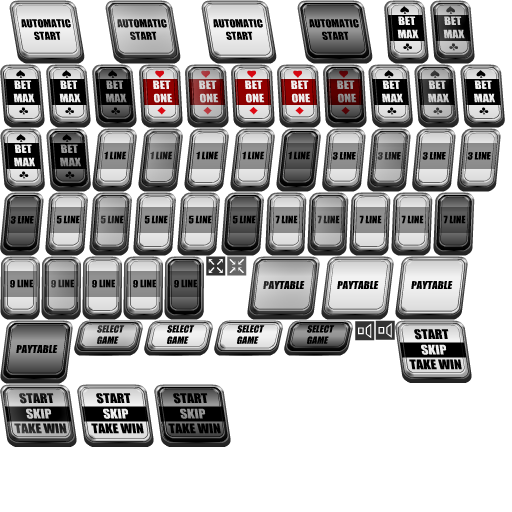 AUTOMATIC START
AUTOMATIC START
AUTOMATIC START
AUTOMATIC START
BET MAX
BET MAX
BET MAX
BET MAX
BET MAX
BET ONE
BET ONE
BET ONE
BET ONE
BET ONE
BET MAX
BET MAX
BET MAX
BET MAX
BET MAX
1 LINE
1 LINE
1 LINE
1 LINE
1 LINE
3 LINE
3 LINE
3 LINE
3 LINE
3 LINE
5 LINE
5 LINE
5 LINE
5 LINE
5 LINE
7 LINE
7 LINE
7 LINE
7 LINE
7 LINE
9 LINE
9 LINE
9 LINE
9 LINE
9 LINE
PAYTABLE
PAYTABLE
PAYTABLE
PAYTABLE
SELECT GAME
SELECT GAME
SELECT GAME
SELECT GAME
START
SKIP
TAKE WIN
START
SKIP
TAKE WIN
START
SKIP
TAKE WIN
START
SKIP
TAKE WIN